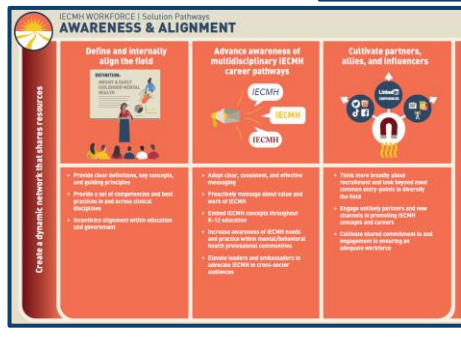 IECMH WORKFORCE | Solution Pathways
AWARENESS & ALIGNMENT
Create a dynamic network that shares resources
Define and internally
align the field
DEFINITION:
INFANT & EARLY
CHILDHOOD MENTAL
HEALTH
• Provide clear definitions, key concepts,
and guiding principles
• Provide a set of competencies and best
practices in and across clinical
disciplines
• Incentivize alignment within education
and government
Advance awareness of
multidisciplinary IECMH
career pathways
IECMH
IECMH
IECMH
• Adopt clear, consistent, and effective
messaging
• Proactively message about value and
work of IECMH
• Embed IECMH concepts throughout
K-12 education
• Increase awareness of IECMH needs
and practice within mental/behavioral
health professional communities
• Elevate leaders and ambassadors to
advocate IECMH to cross-sector
audiences
Cultivate partners,
allies, and influencers
LinkedIn
CONFERENCES
• Think more broadly about
recruitment and look beyond most
common entry-points to diversify
the field
• Engage unlikely partners and new
channels in promoting IECMH
concepts and careers
• Cultivate shared commitment to and
engagement in ensuring an
adequate workforce